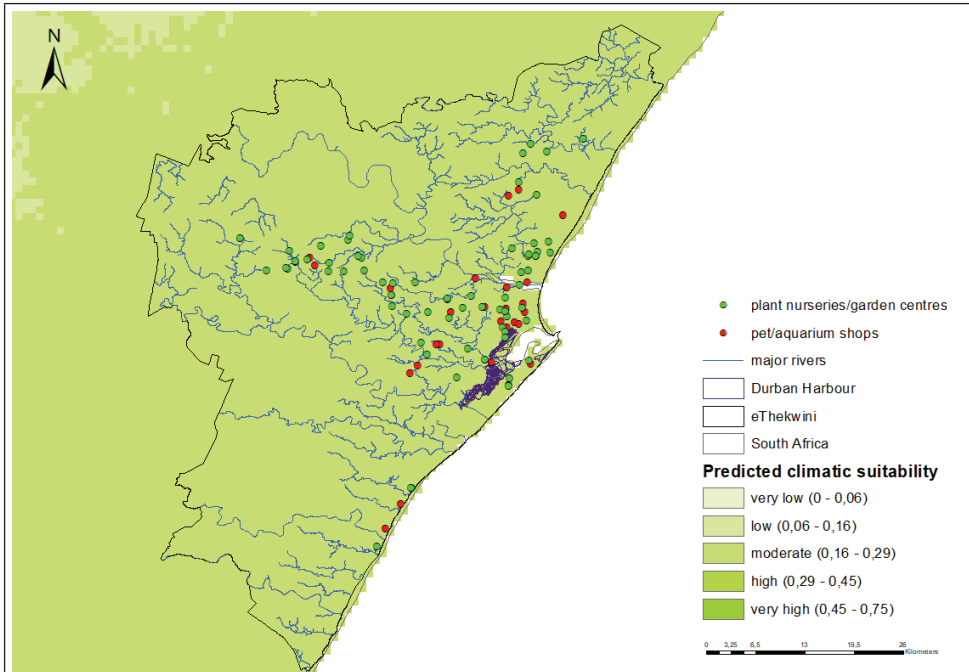 N
plant nurseries/garden centres
pet/aquarium shops
major rivers
Durban Harbour
eThekwini
South Africa
Predicted climatic suitability
very low (0 - 0,06)
low (0,06 - 0,16)
moderate (0,16 - 0,29)
high (0,29 - 0,45)
very high (0,45 - 0,75)
0 3,25 6,5 13 19,5 26
Kilometers